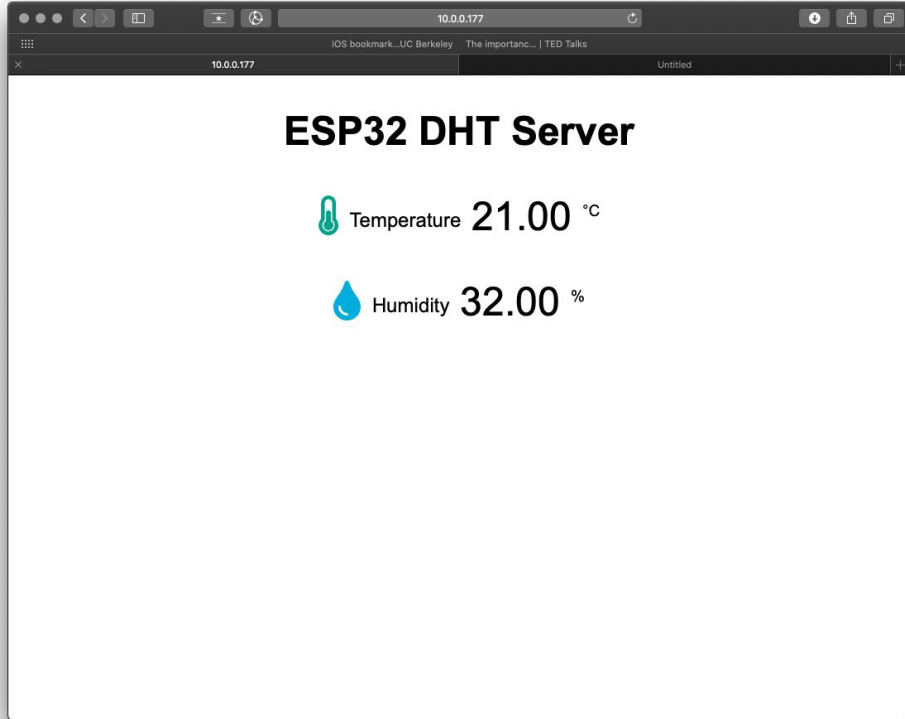 10.0.0.177
iOS bookmark...UC Berkeley The importanc... | TED Talks
10.0.0.177 Untitled
ESP32 DHT Server
Temperature 21.00 °C
Humidity 32.00 %